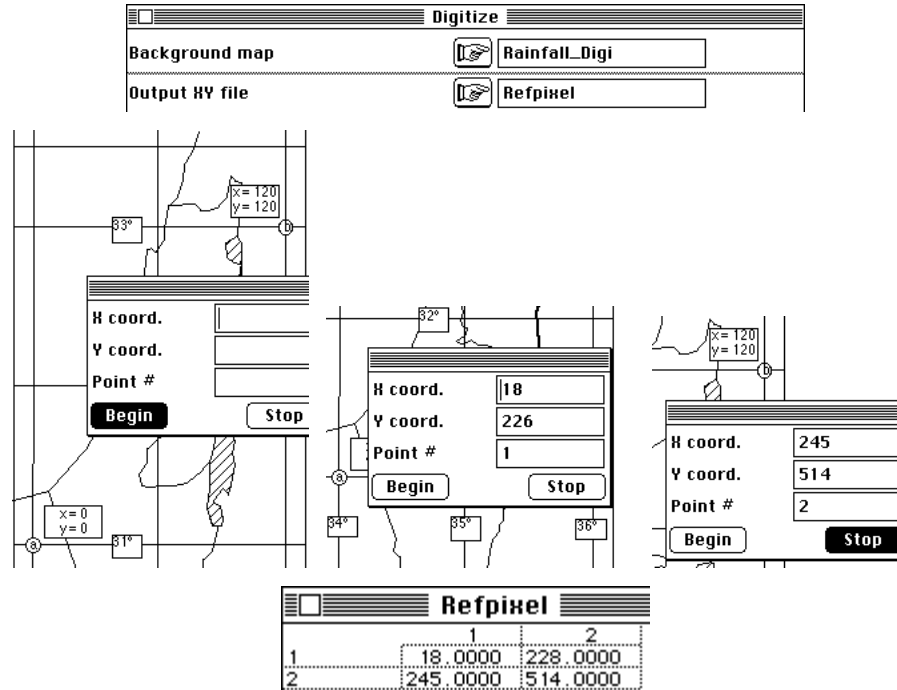 Digitize
Background map Rainfall_Digi
Output XY file Refpixel
x= 120
y= 120
33°
b
X coord.
Y coord.
Point #
Begin Stop
x=0
y=0
a 31°
32°
X coord. 18
Y coord. 226
Point # 1
Begin Stop
a
34° 35° 36°
x= 120
y= 120
b
X coord. 245
Y coord. 514
Point # 2
Begin Stop
Refpixel
1 2
1 18.0000 228.0000
2 245.0000 514.0000